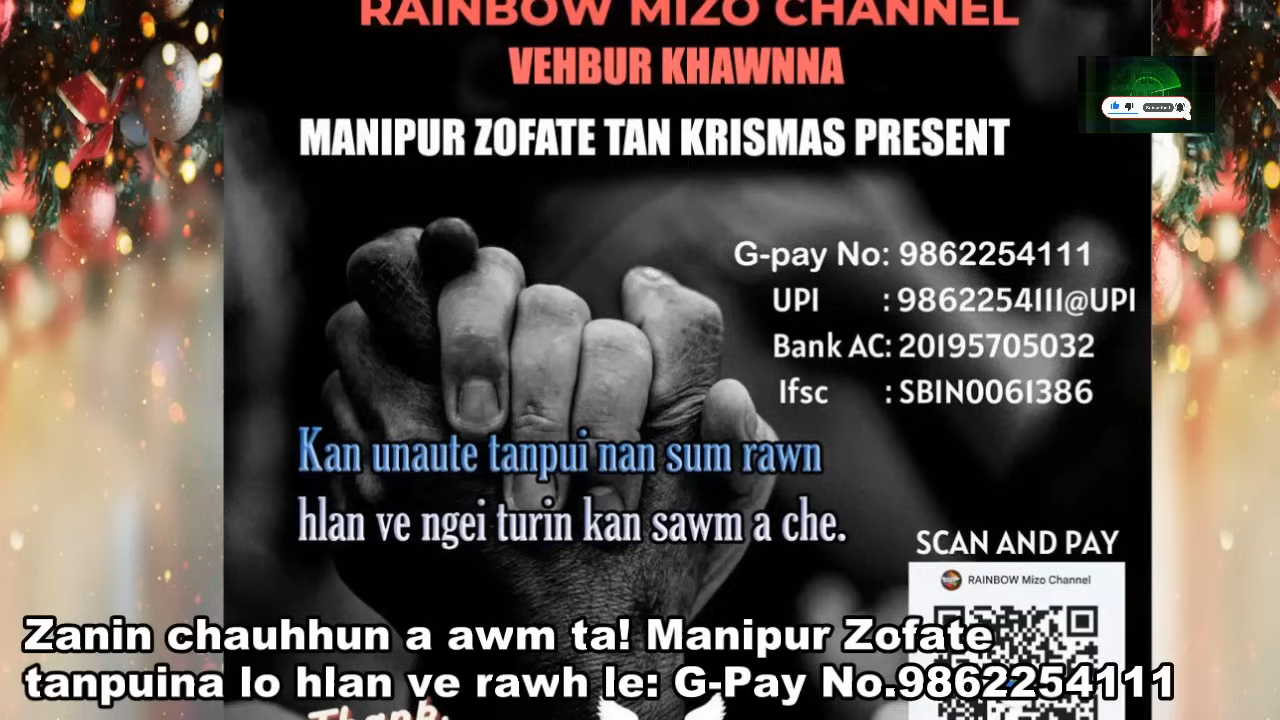 RAINBOW MIZO CHANNEL
VEHBUR KHAWNNA
MANIPUR ZOFATE TAN KRISMAS PRESENT
G-pay No: 9862254111
UPI : 9862254111@UPI
Bank AC: 20195705032
Ifsc : SBIN0061386
Kan unaute tanpui nan sum rawn
hlan ve ngei turin kan sawm a che.
SCAN AND PAY
RAINBOW Mizo Channel
Zanin chauhhun a awm ta! Manipur Zofate
tanpuina lo hlan ve rawh le: G-Pay No.9862254111
Thank